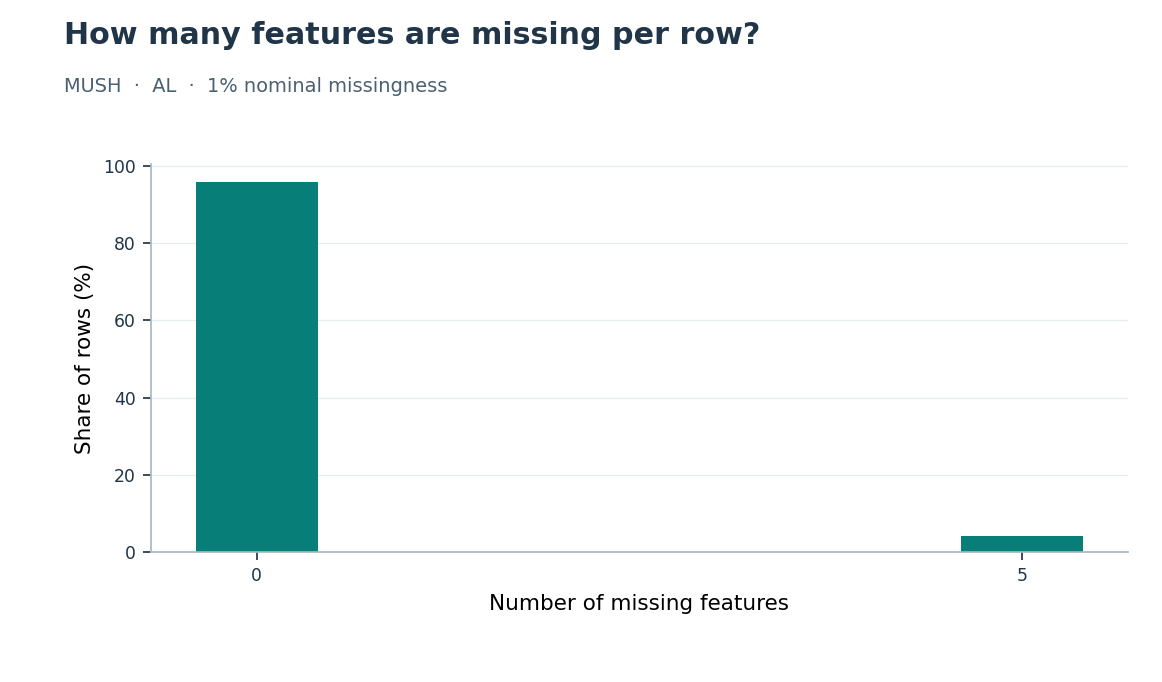 How many features are missing per row?
MUSH · AL · 1% nominal missingness
100
80
60
40
20
0
Share of rows (%)
0 5
Number of missing features